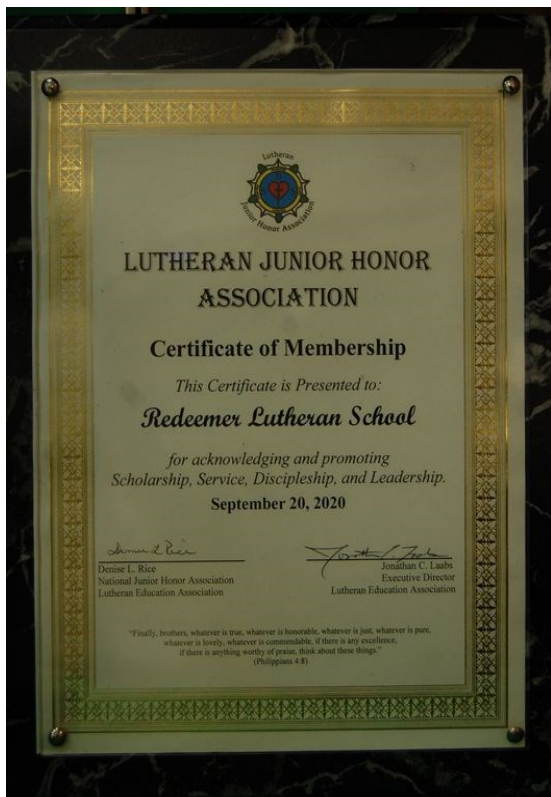 Lutheran
Junior Honor Association
LUTHERAN JUNIOR HONOR
ASSOCIATION
Certificate of Membership
This Certificate is Presented to:
Redeemer Lutheran School
for acknowledging and promoting
Scholarship, Service, Discipleship, and Leadership.
September 20, 2020
Denise L. Rice
Denise L. Rice
National Junior Honor Association
Lutheran Education Association
Jonathan C. Laabs
Jonathan C. Laabs
Executive Director
Lutheran Education Association
"Finally, brothers, whatever is true, whatever is honorable, whatever is just, whatever is pure,
whatever is lovely, whatever is commendable, if there is any excellence,
if there is anything worthy of praise, think about these things."
(Philippians 4:8)